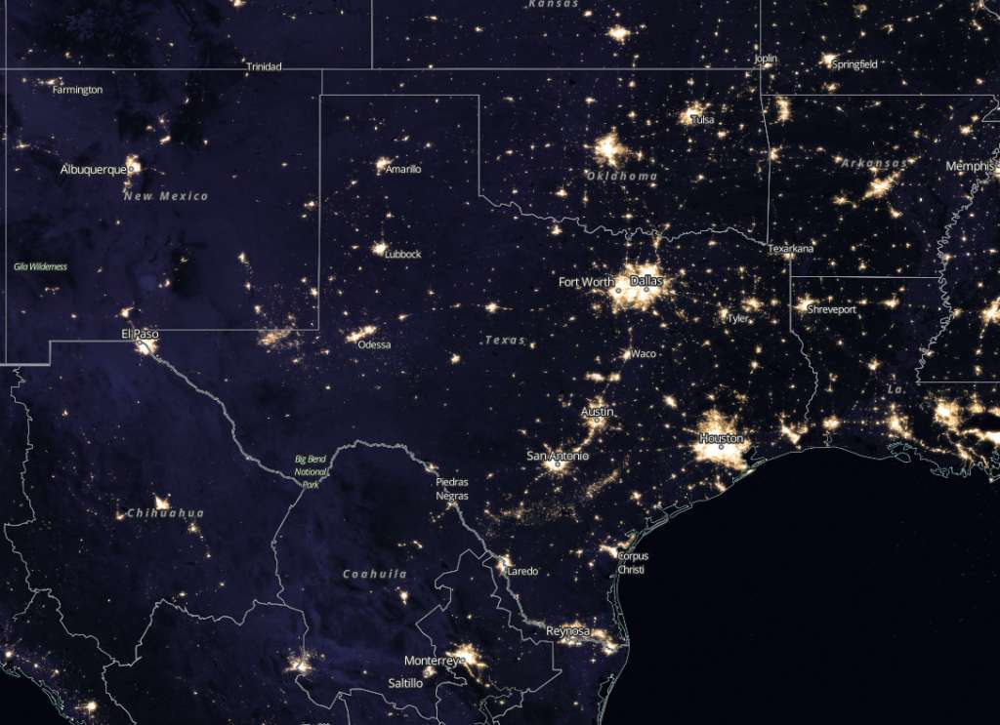 Kansas
Trinidad
Joplin
Springfield
Farmington
Tulsa
Albuquerque
Amarillo
Oklahoma
Arkansas
Memphis
New Mexico
Gila Wilderness
Lubbock
Texarkana
Fort Worth
Dallas
Tyler
Shreveport
El Paso
Odessa
Texas
Waco
La.
Austin
Houston
San Antonio
Big Bend
National
Park
Piedras
Negras
Chihuahua
Corpus
Christi
Coahuila
Laredo
Reynosa
Monterrey
Saltillo